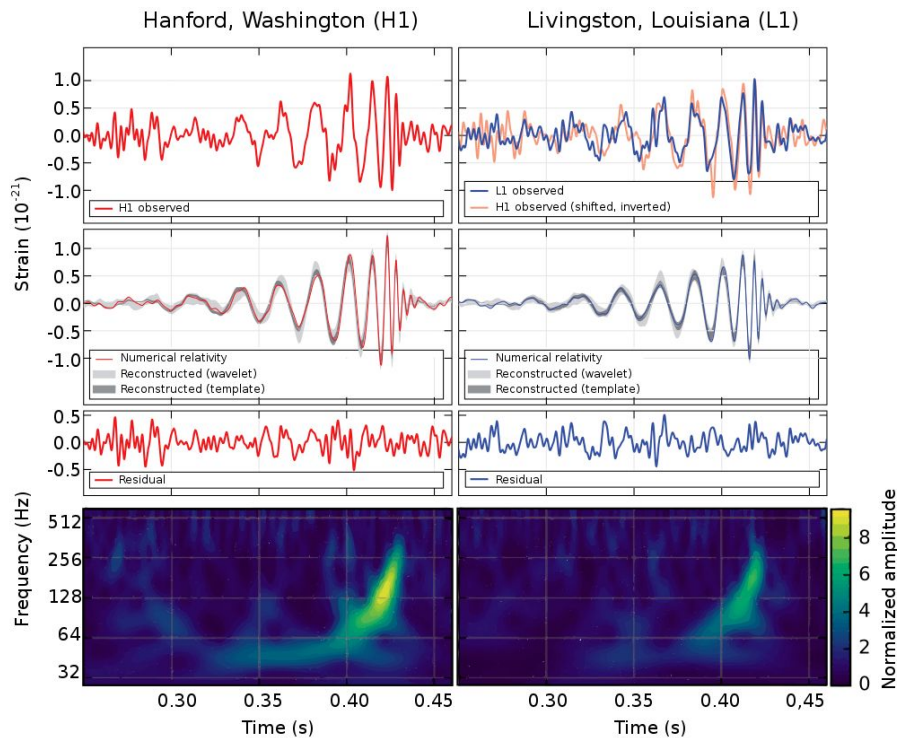 Hanford, Washington (H1)
Livingston, Louisiana (L1)
Strain (10⁻²¹)
1.0
0.5
0.0
-0.5
-1.0
H1 observed
L1 observed
H1 observed (shifted, inverted)
1.0
0.5
0.0
-0.5
-1.0
Numerical relativity
Reconstructed (wavelet)
Reconstructed (template)
Numerical relativity
Reconstructed (wavelet)
Reconstructed (template)
0.5
0.0
-0.5
Residual
Residual
Frequency (Hz)
512
256
128
64
32
0.30
0.35
0.40
0.45
Time (s)
0.30
0,35
0.40
0,45
Time (s)
Normalized amplitude
8
6
4
2
0